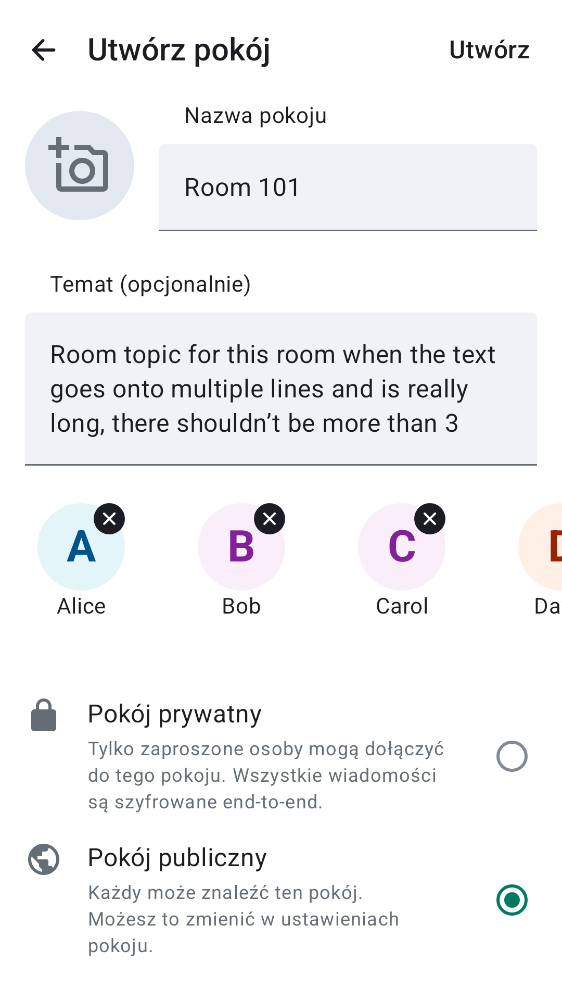 Utwórz pokój
Utwórz
Nazwa pokoju
Room 101
Temat (opcjonalnie)
Room topic for this room when the text
goes onto multiple lines and is really
long, there shouldn’t be more than 3
A
B
C
Alice
Bob
Carol
Da
Pokój prywatny
Tylko zaproszone osoby mogą dołączyć
do tego pokoju. Wszystkie wiadomości
są szyfrowane end-to-end.
Pokój publiczny
Każdy może znaleźć ten pokój.
Możesz to zmienić w ustawieniach
pokoju.